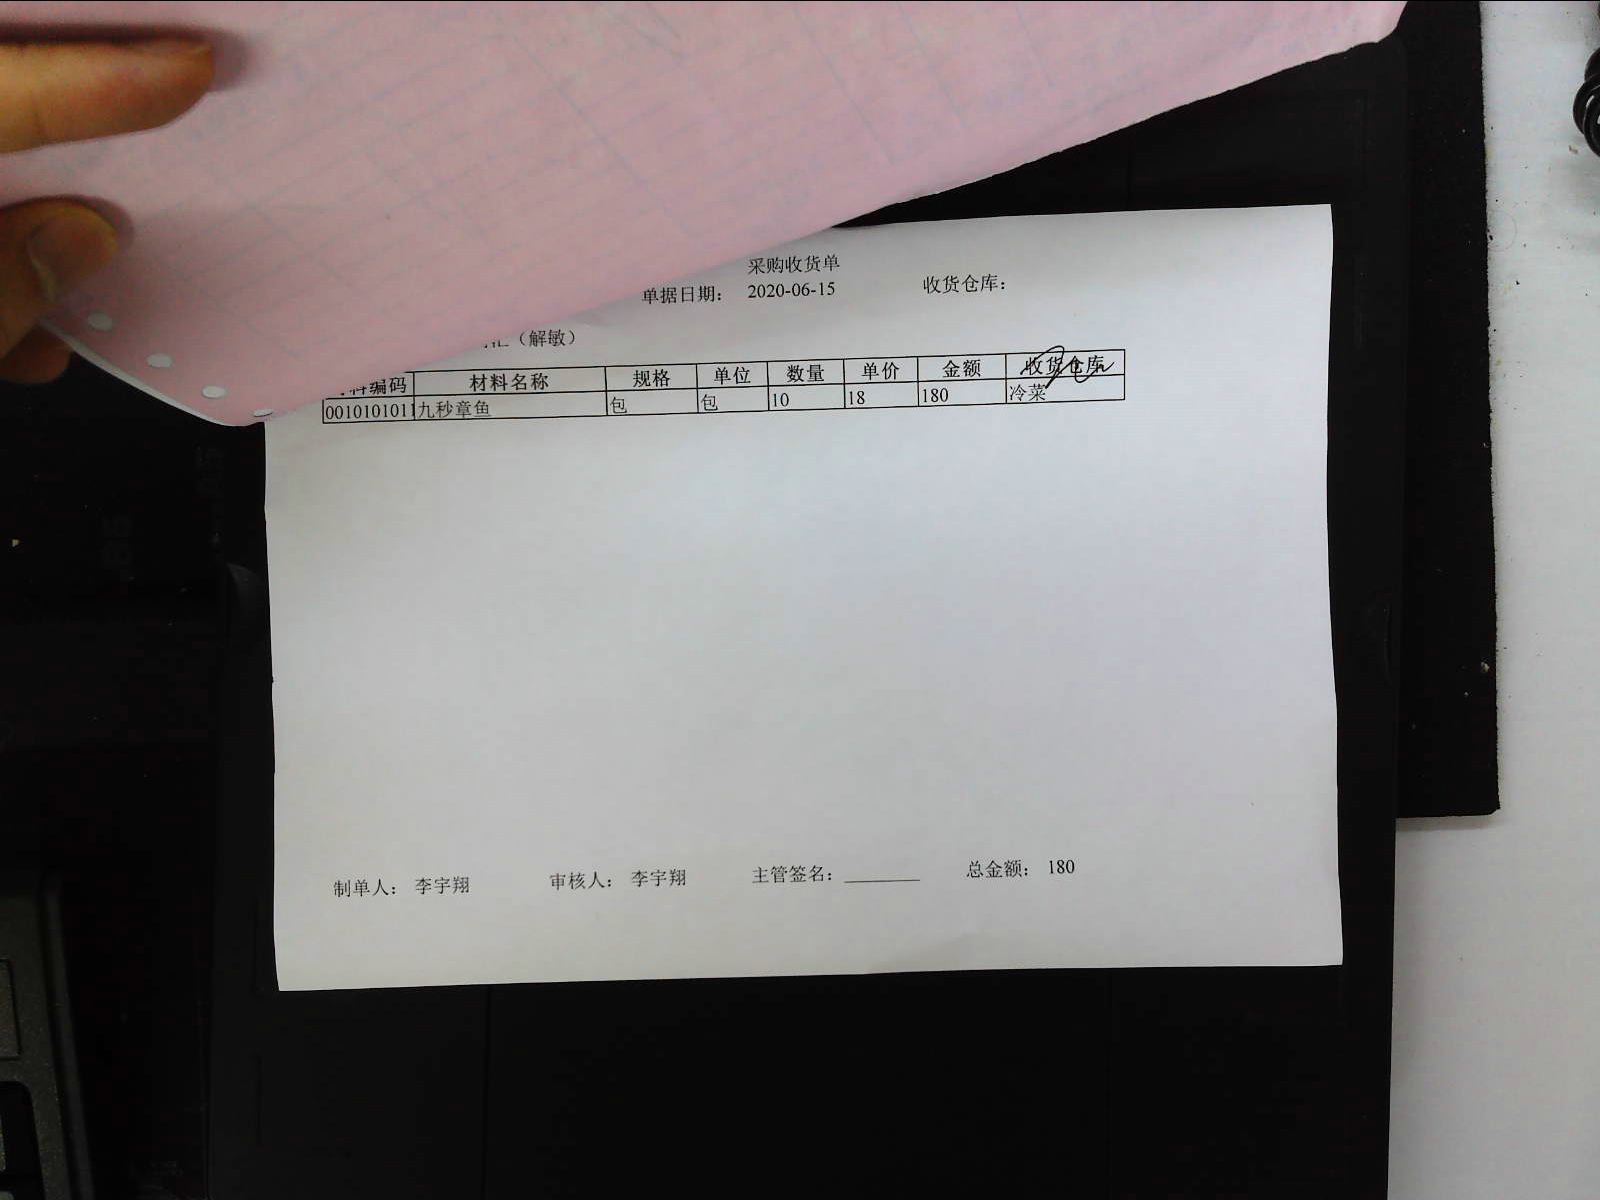 采购收货单
单据日期： 2020-06-15 收货仓库：
（解敏）
编码 材料名称 规格 单位 数量 单价 金额 收货仓库
0010101011 九秒章鱼 包 包 10 18 180 冷菜
制单人： 李宇翔 审核人： 李宇翔 主管签名： 总金额： 180